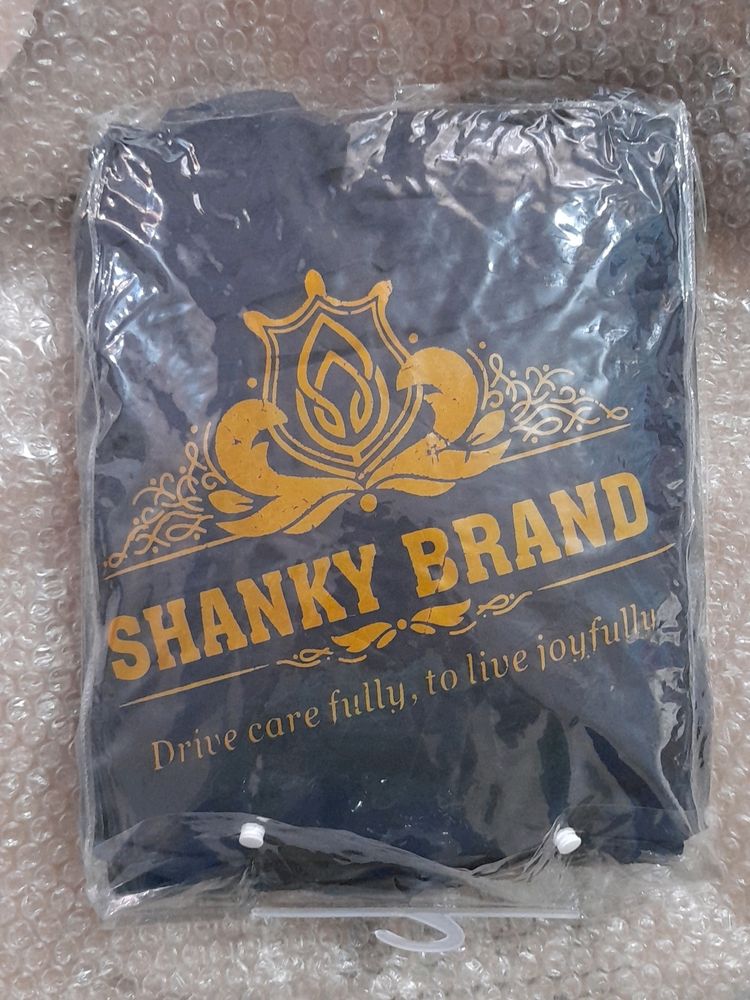 SHANKY BRAND
Drive care fully, to live joyfully